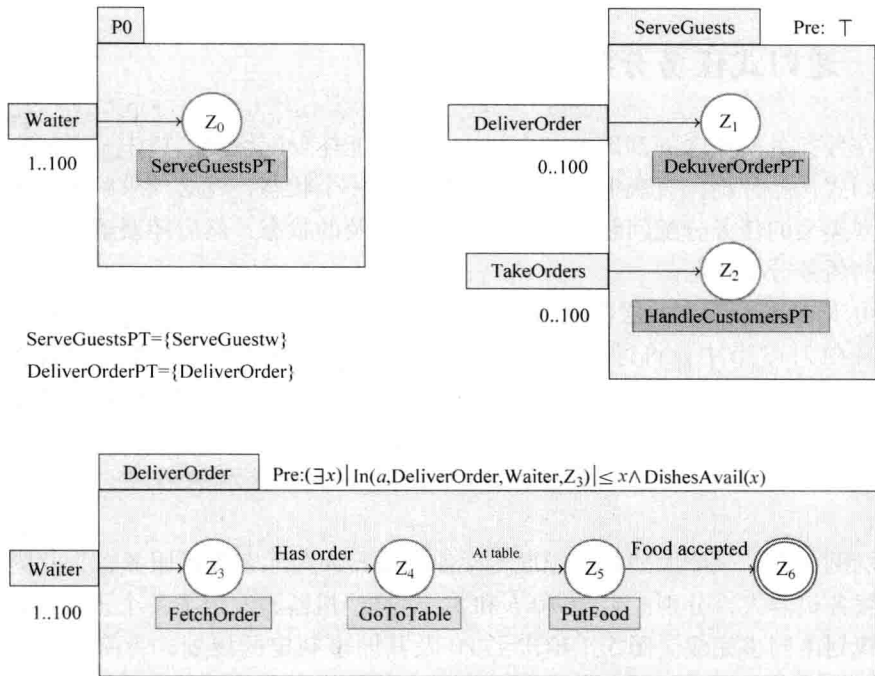 P0
Waiter
1..100
Z0
ServeGuestsPT
ServeGuests Pre: ⊤
DeliverOrder
0..100
Z1
DekuverOrderPT
TakeOrders
0..100
Z2
HandleCustomersPT
ServeGuestsPT={ServeGuestw}
DeliverOrderPT={DeliverOrder}
DeliverOrder Pre:(∃x)|In(a,DeliverOrder,Waiter,Z3)|≤x∧DishesAvail(x)
Waiter
1..100
Z3
FetchOrder
Has order
Z4
GoToTable
At table
Z5
PutFood
Food accepted
Z6